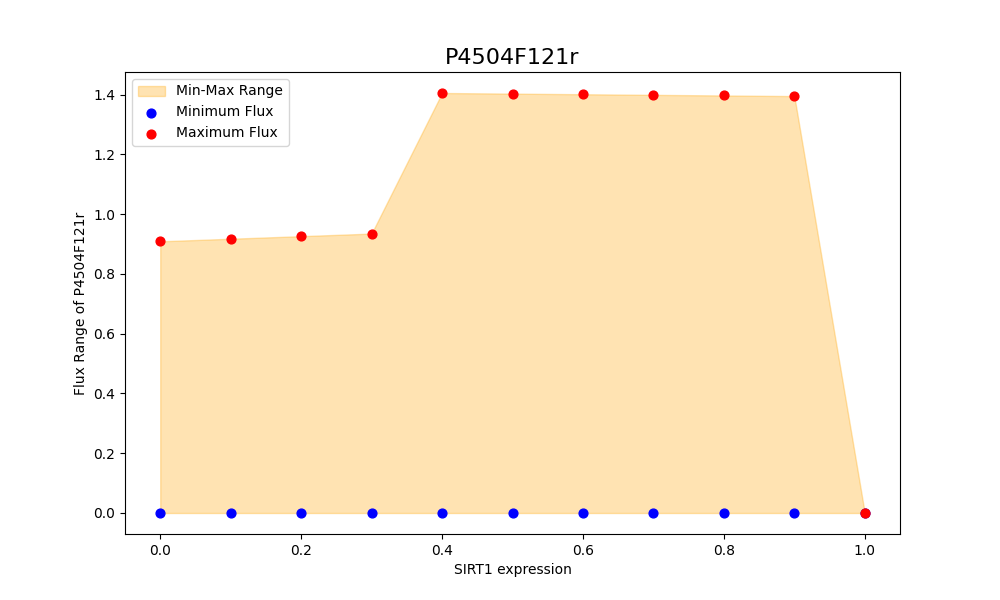 P4504F121r
Min-Max Range
Minimum Flux
Maximum Flux
Flux Range of P4504F121r
1.4
1.2
1.0
0.8
0.6
0.4
0.2
0.0
0.0 0.2 0.4 0.6 0.8 1.0
SIRT1 expression